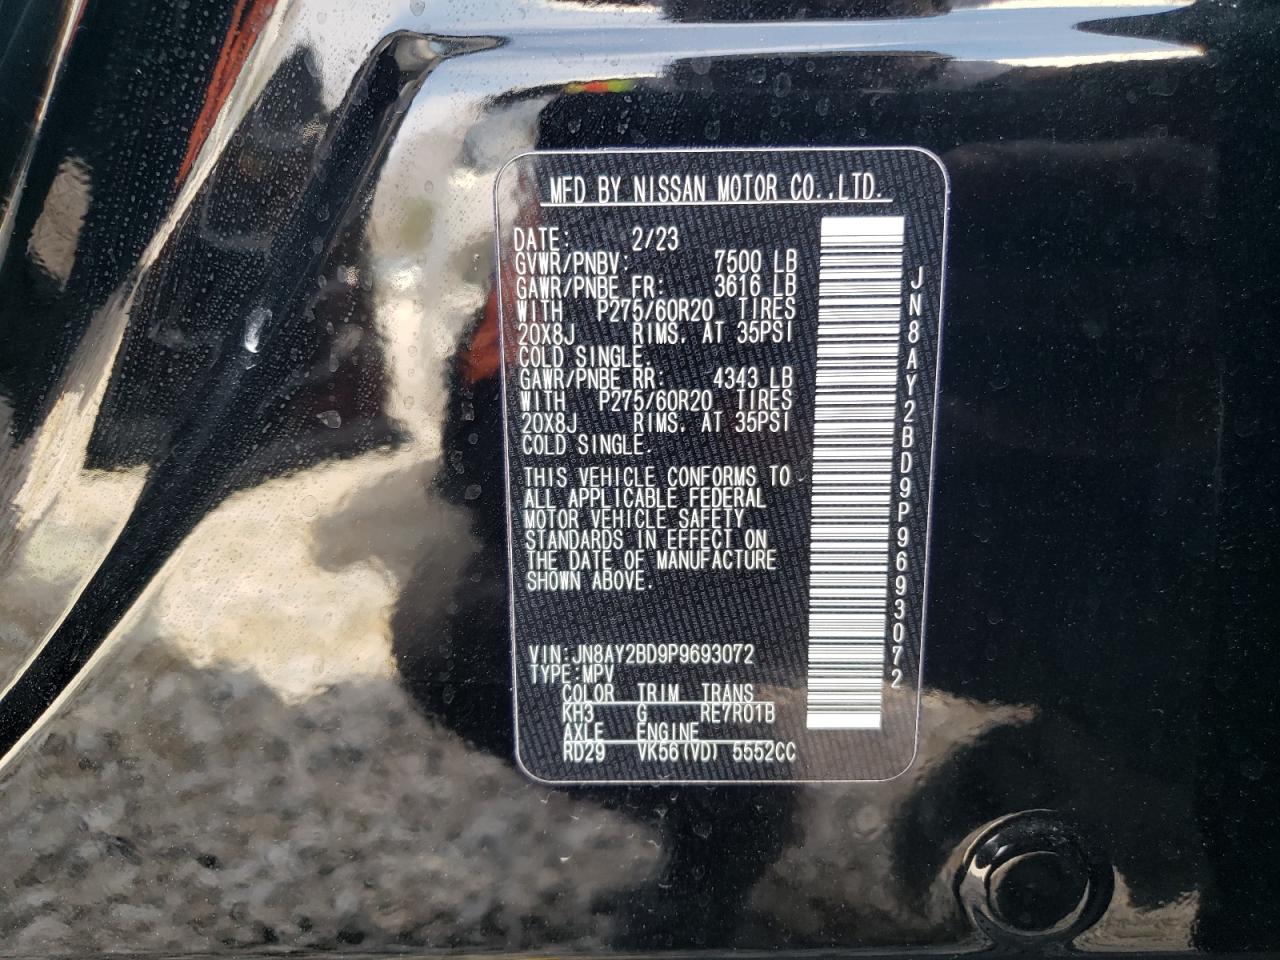 MFD BY NISSAN MOTOR CO.,LTD.
DATE: 2/23
GVWR/PNBV: 7500 LB
GAWR/PNBE FR: 3616 LB
WITH P275/60R20 TIRES
20X8J RIMS. AT 35PSI
COLD SINGLE.
GAWR/PNBE RR: 4343 LB
WITH P275/60R20 TIRES
20X8J RIMS. AT 35PSI
COLD SINGLE.
THIS VEHICLE CONFORMS TO
ALL APPLICABLE FEDERAL
MOTOR VEHICLE SAFETY
STANDARDS IN EFFECT ON
THE DATE OF MANUFACTURE
SHOWN ABOVE.
VIN:JN8AY2BD9P9693072
TYPE:MPV
COLOR TRIM TRANS
KH3 G RE7R01B
AXLE ENGINE
RD29 VK56(VD) 5552CC
JN8AY2BD9P9693072